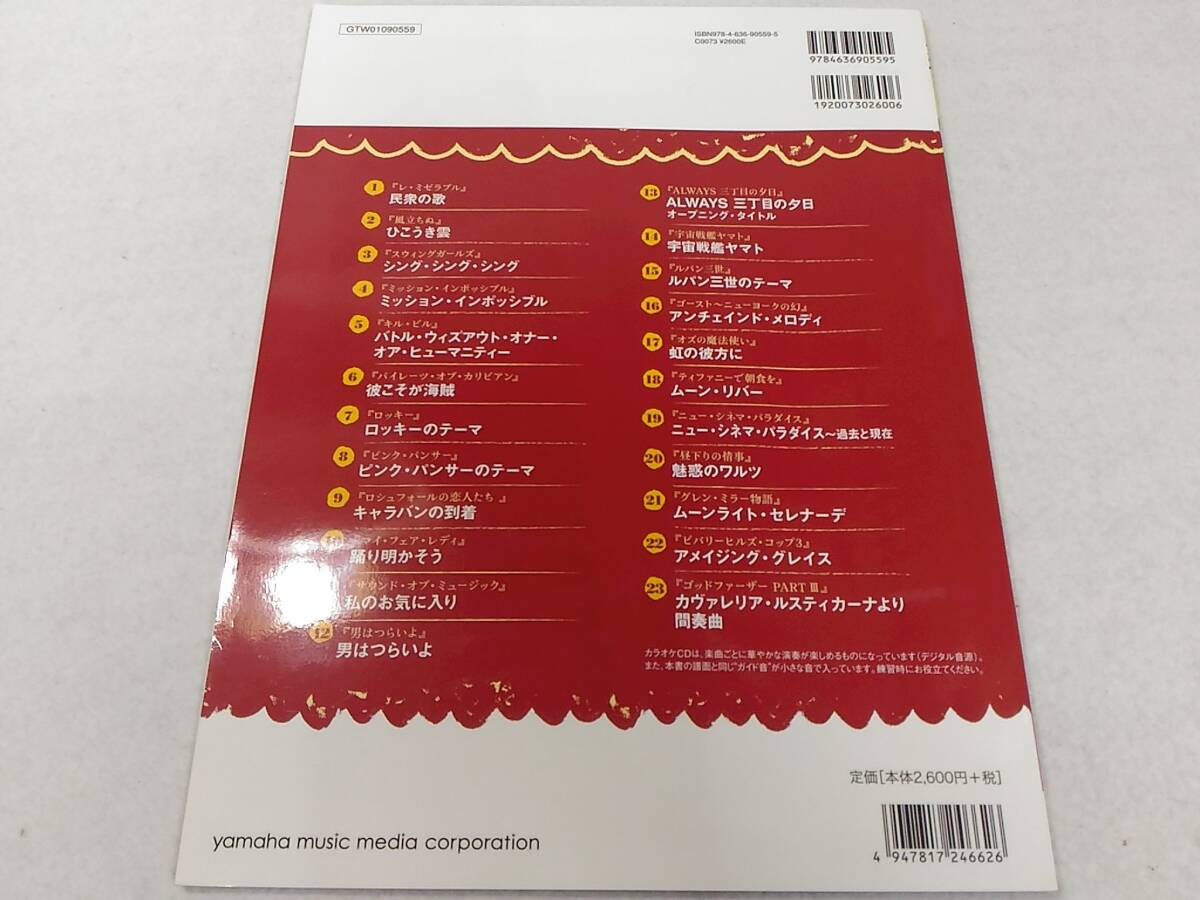 GTW01090559
ISBN978-4-636-90559-5
C0073 ¥2600E
9784636905595
1920073026006
1 『レ・ミゼラブル』
民衆の歌
2 『風立ちぬ』
ひこうき雲
3 『スウィングガールズ』
シング・シング・シング
4 『ミッション・インポッシブル』
ミッション・インポッシブル
5 『キル・ビル』
バトル・ウィズアウト・オナー・
オア・ヒューマニティー
6 『パイレーツ・オブ・カリビアン』
彼こそが海賊
7 『ロッキー』
ロッキーのテーマ
8 『ピンク・パンサー』
ピンク・パンサーのテーマ
9 『ロシュフォールの恋人たち 』
キャラバンの到着
10 『マイ・フェア・レディ』
踊り明かそう
『サウンド・オブ・ミュージック』
私のお気に入り
12 『男はつらいよ』
男はつらいよ
13 『ALWAYS 三丁目の夕日』
ALWAYS 三丁目の夕日
オープニング・タイトル
14 『宇宙戦艦ヤマト』
宇宙戦艦ヤマト
15 『ルパン三世』
ルパン三世のテーマ
16 『ゴースト〜ニューヨークの幻』
アンチェインド・メロディ
17 『オズの魔法使い』
虹の彼方に
18 『ティファニーで朝食を』
ムーン・リバー
19 『ニュー・シネマ・パラダイス』
ニュー・シネマ・パラダイス〜過去と現在
20 『昼下りの情事』
魅惑のワルツ
21 『グレン・ミラー物語』
ムーンライト・セレナーデ
22 『ビバリーヒルズ・コップ3』
アメイジング・グレイス
23 『ゴッドファーザー PART Ⅲ』
カヴァレリア・ルスティカーナより
間奏曲
カラオケCDは、楽曲ごとに華やかな演奏が楽しめるものになっています(デジタル音源)。
また、本書の譜面と同じ"ガイド音"が小さな音で入っています。練習時にお役立てください。
定価[本体2,600円+税]
yamaha music media corporation
4 947817 246626